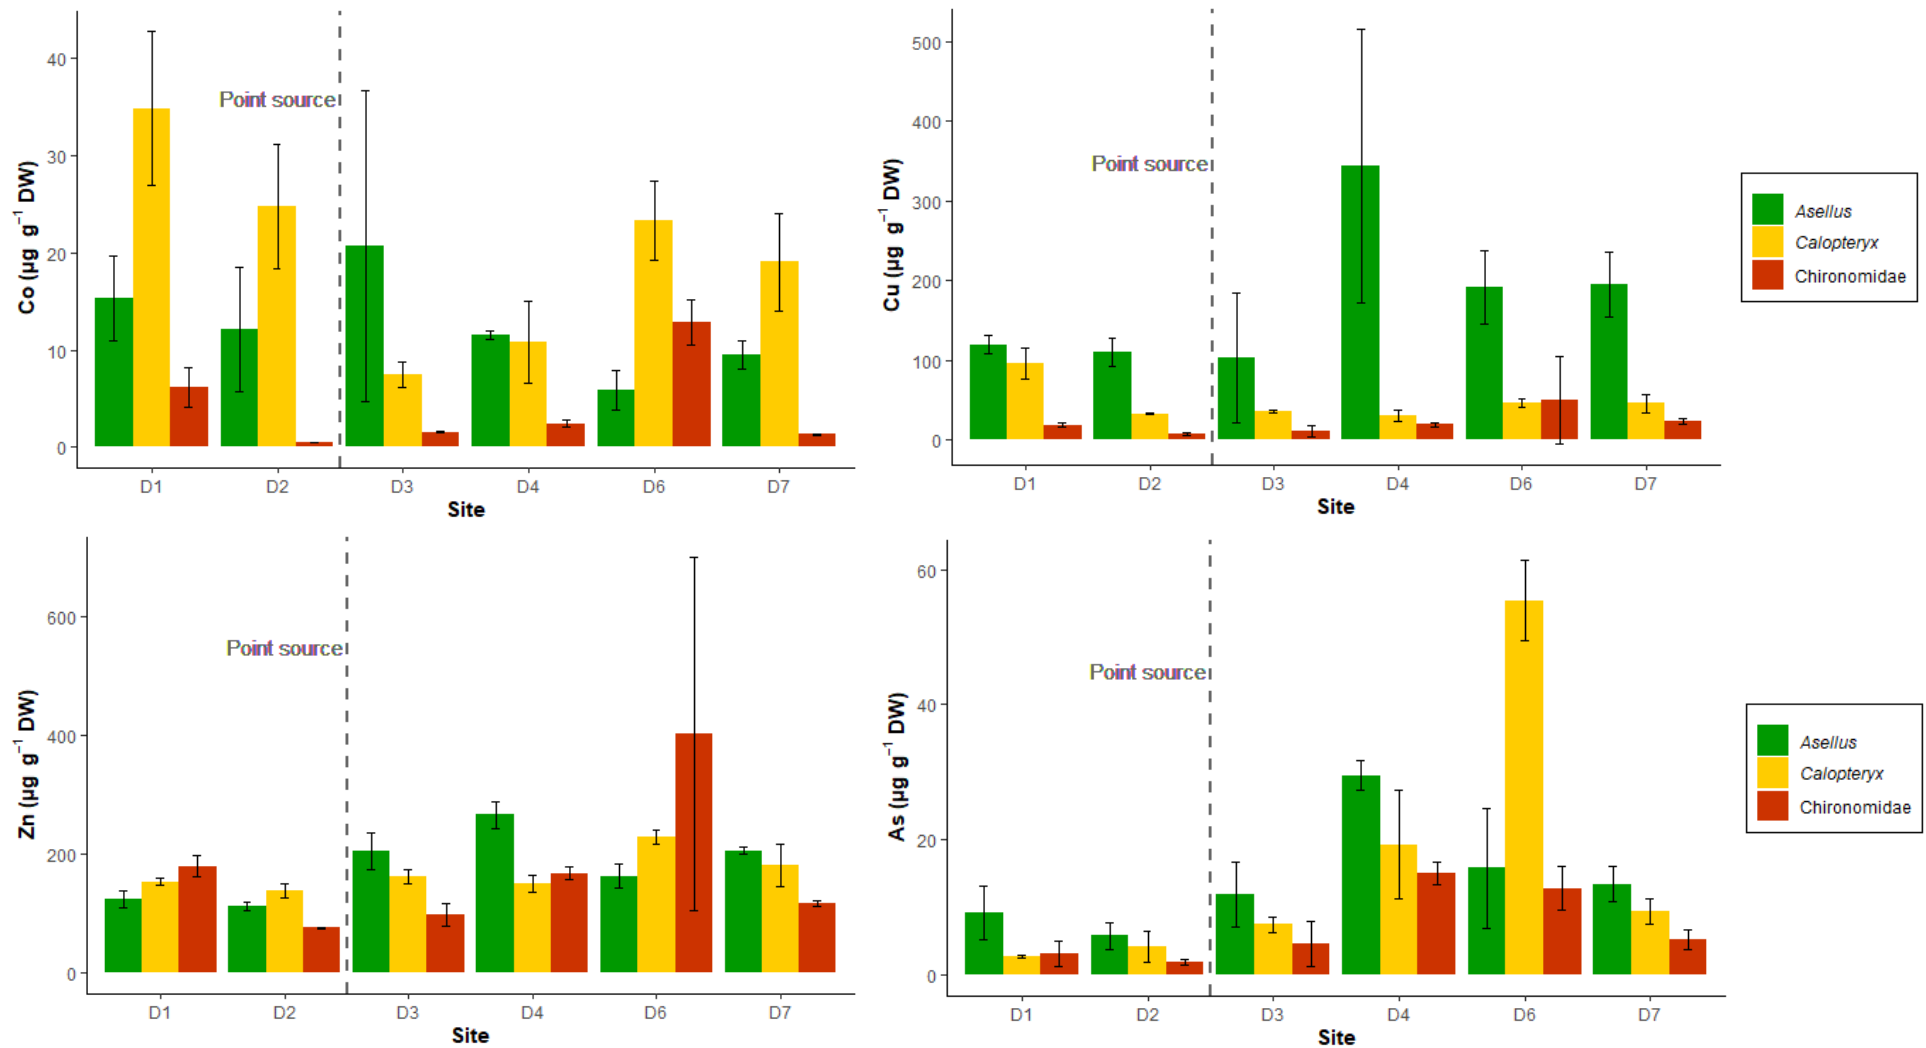 Co (µg g⁻¹ DW)
40
30
20
10
0
Point source
D1 D2 D3 D4 D6 D7
Site
Cu (µg g⁻¹ DW)
500
400
300
200
100
0
Point source
D1 D2 D3 D4 D6 D7
Site
Asellus
Calopteryx
Chironomidae
Zn (µg g⁻¹ DW)
600
400
200
0
Point source
D1 D2 D3 D4 D6 D7
Site
As (µg g⁻¹ DW)
60
40
20
0
Point source
D1 D2 D3 D4 D6 D7
Site
Asellus
Calopteryx
Chironomidae